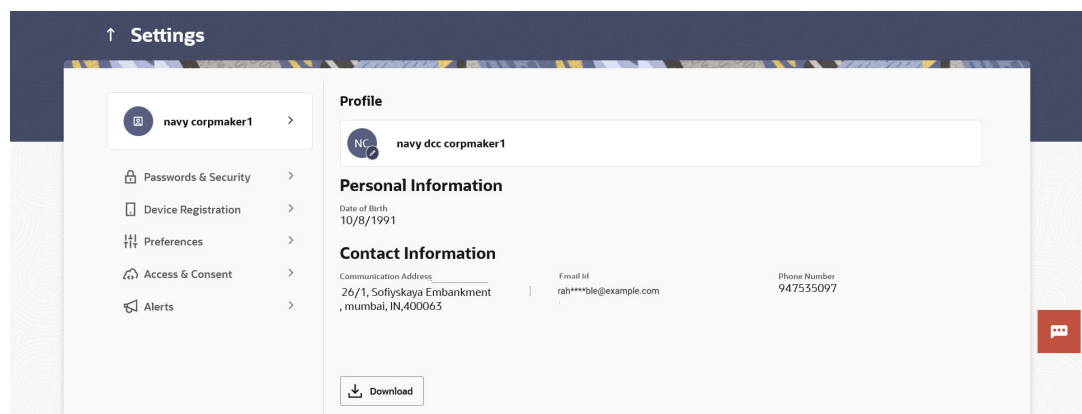 Settings
navy corpmaker1
Passwords & Security
Device Registration
Preferences
Access & Consent
Alerts
Profile
NC
navy dcc corpmaker1
Personal Information
Date of Birth
10/8/1991
Contact Information
Communication Address
26/1, Sofiyskaya Embankment
, mumbai, IN,400063
Email Id
rah****ble@example.com
Phone Number
947535097
Download